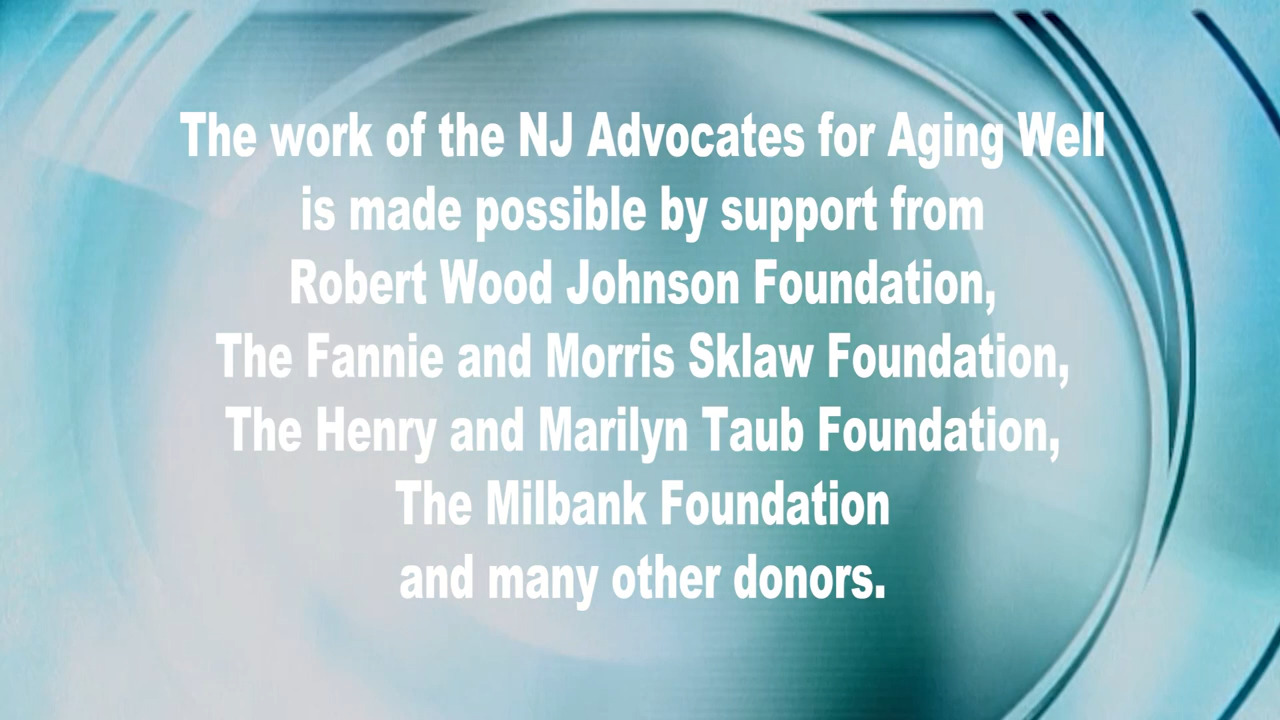 The work of the NJ Advocates for Aging Well
is made possible by support from
Robert Wood Johnson Foundation,
The Fannie and Morris Sklaw Foundation,
The Henry and Marilyn Taub Foundation,
The Milbank Foundation
and many other donors.